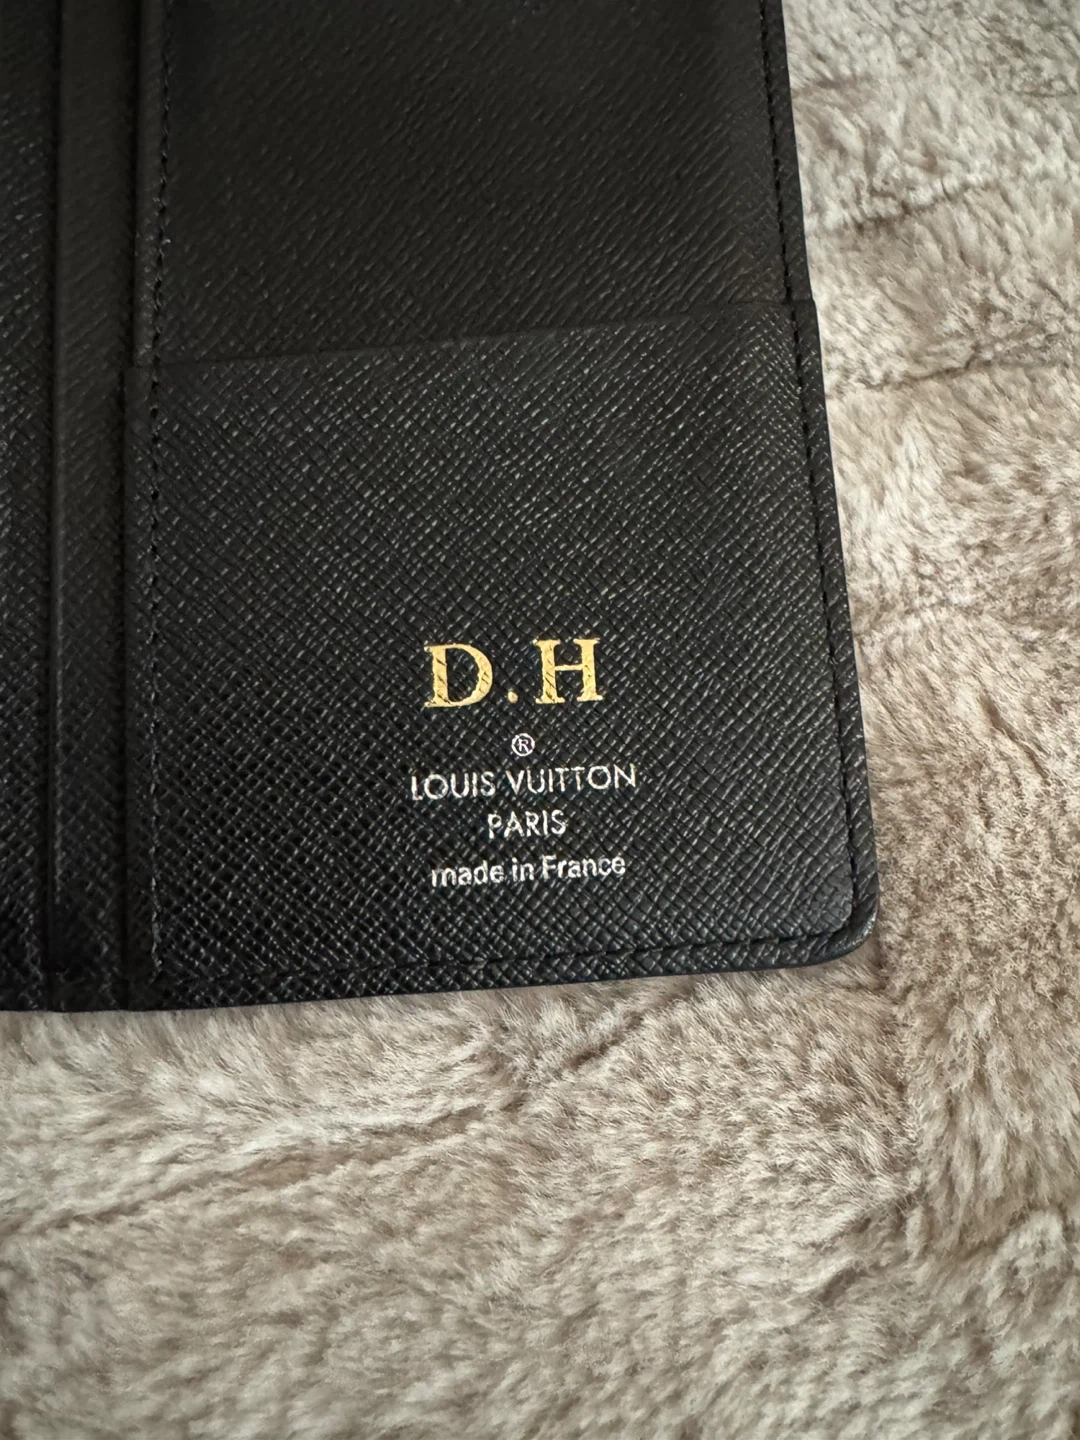 D.H
®
LOUIS VUITTON
PARIS
made in France